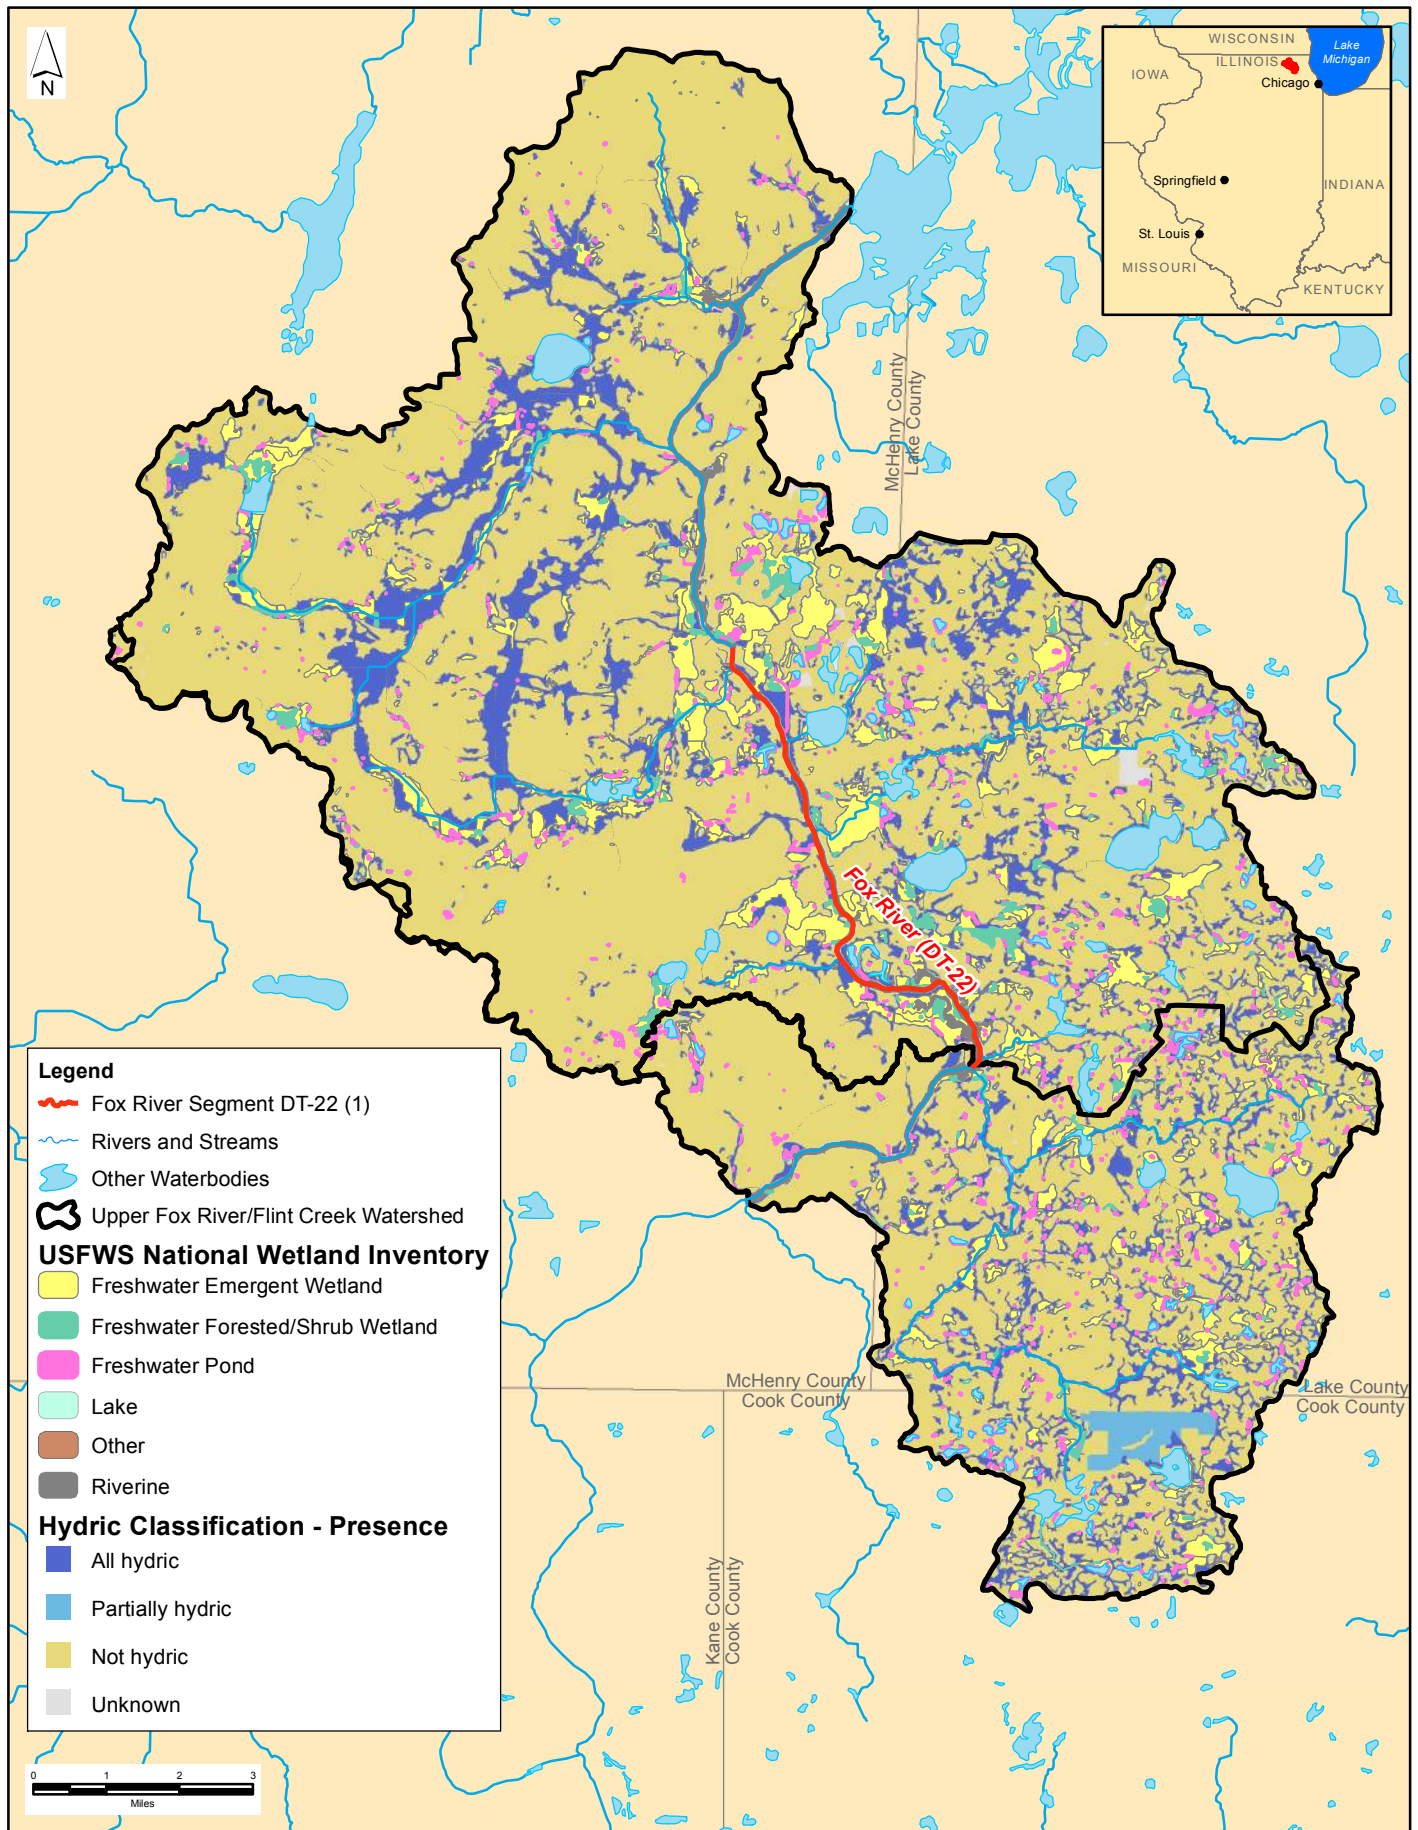 N
WISCONSIN
Lake
Michigan
ILLINOIS
IOWA
Chicago
Springfield
INDIANA
St. Louis
MISSOURI
KENTUCKY
McHenry County
Lake County
Fox River (DT-22)
Legend
Fox River Segment DT-22 (1)
Rivers and Streams
Other Waterbodies
Upper Fox River/Flint Creek Watershed
USFWS National Wetland Inventory
Freshwater Emergent Wetland
Freshwater Forested/Shrub Wetland
Freshwater Pond
Lake
Other
Riverine
Hydric Classification - Presence
All hydric
Partially hydric
Not hydric
Unknown
McHenry County
Cook County
Lake County
Cook County
Kane County
Cook County
0 1 2 3
Miles